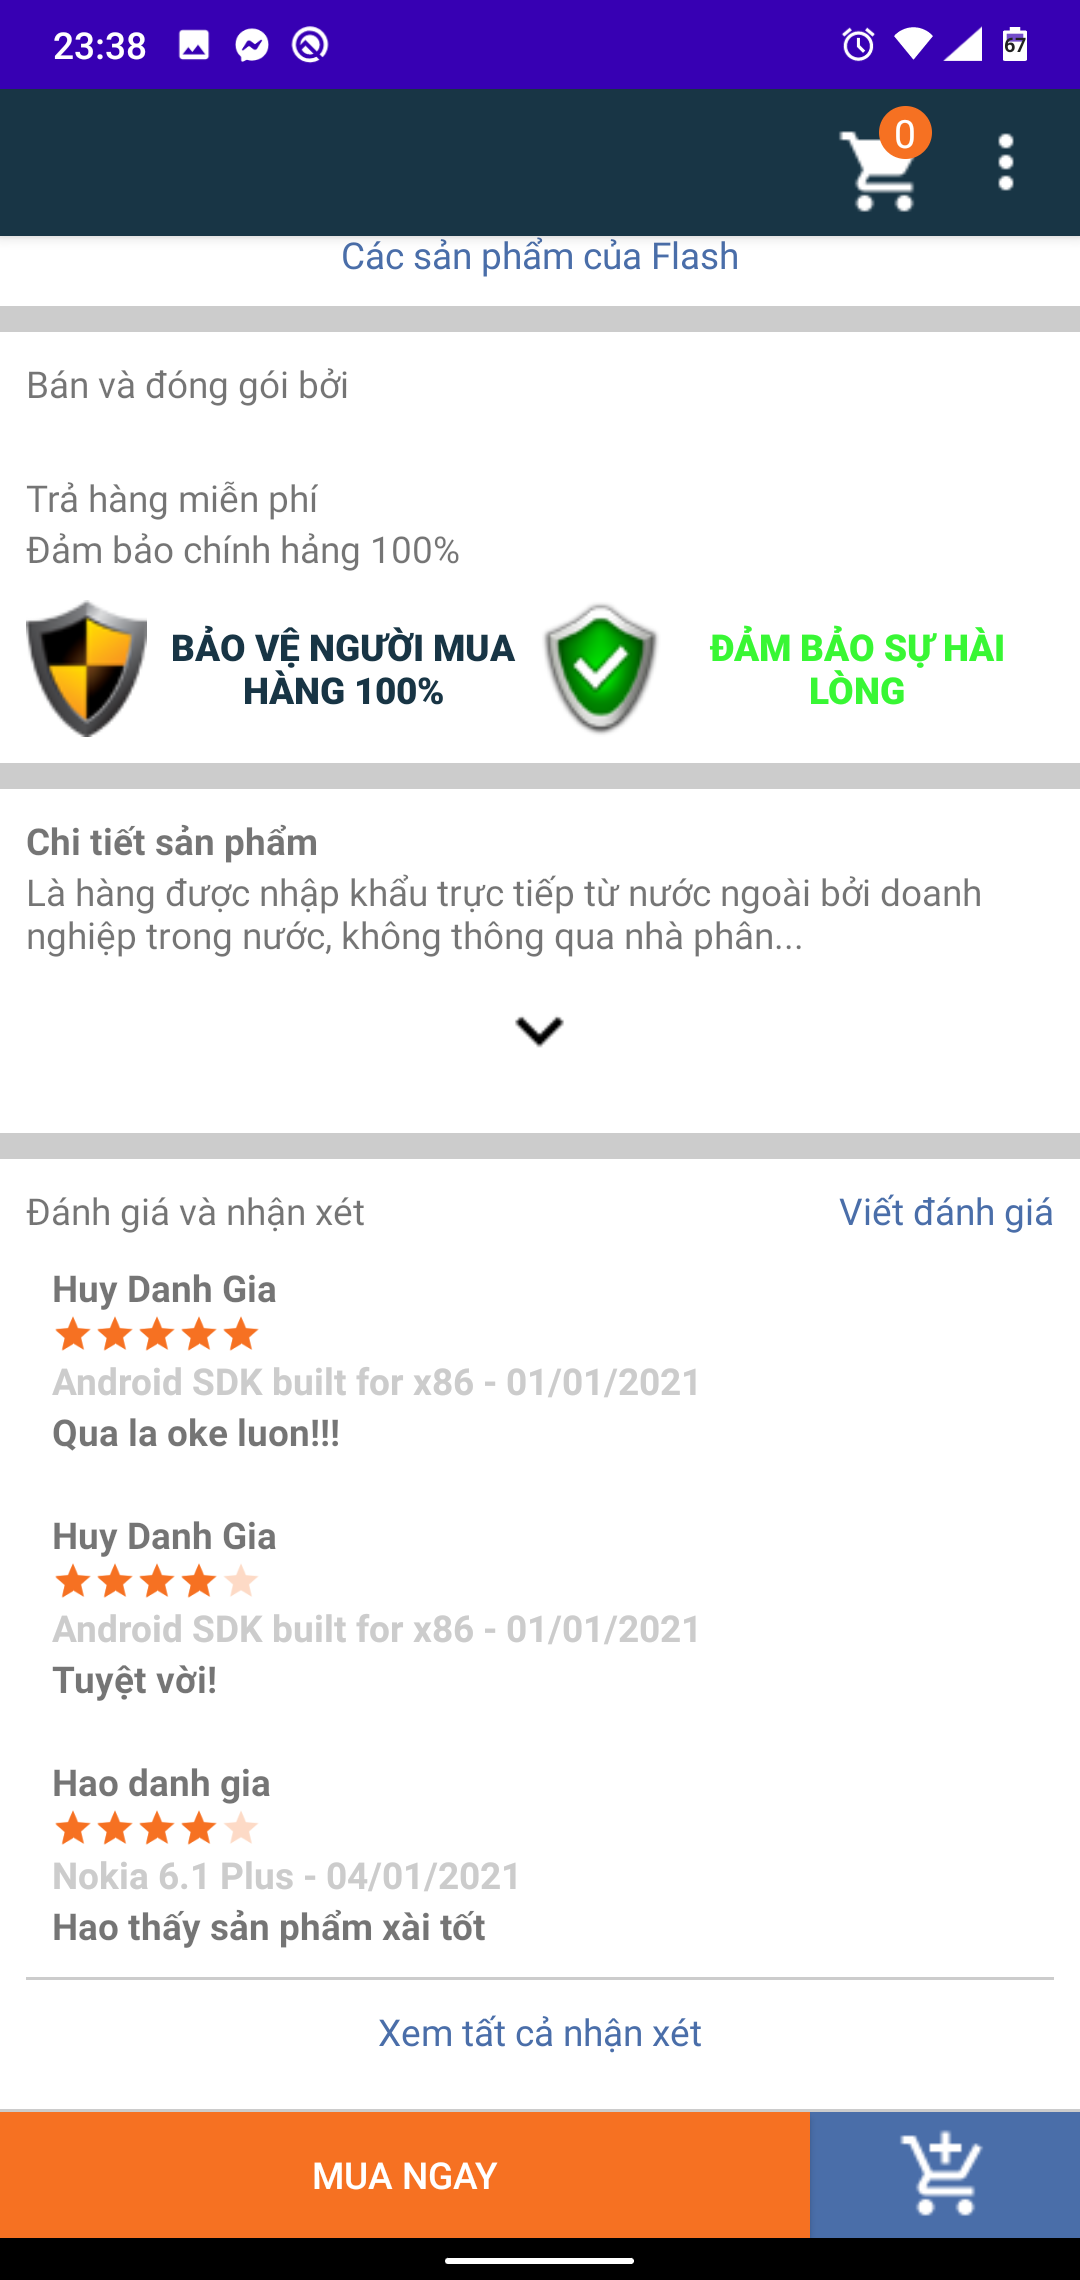 23:38
67
0
Các sản phẩm của Flash
Bán và đóng gói bởi
Trả hàng miễn phí
Đảm bảo chính hảng 100%
BẢO VỆ NGƯỜI MUA
HÀNG 100%
ĐẢM BẢO SỰ HÀI
LÒNG
Chi tiết sản phẩm
Là hàng được nhập khẩu trực tiếp từ nước ngoài bởi doanh
nghiệp trong nước, không thông qua nhà phân...
Đánh giá và nhận xét
Viết đánh giá
Huy Danh Gia
Android SDK built for x86 - 01/01/2021
Qua la oke luon!!!
Huy Danh Gia
Android SDK built for x86 - 01/01/2021
Tuyệt vời!
Hao danh gia
Nokia 6.1 Plus - 04/01/2021
Hao thấy sản phẩm xài tốt
Xem tất cả nhận xét
MUA NGAY